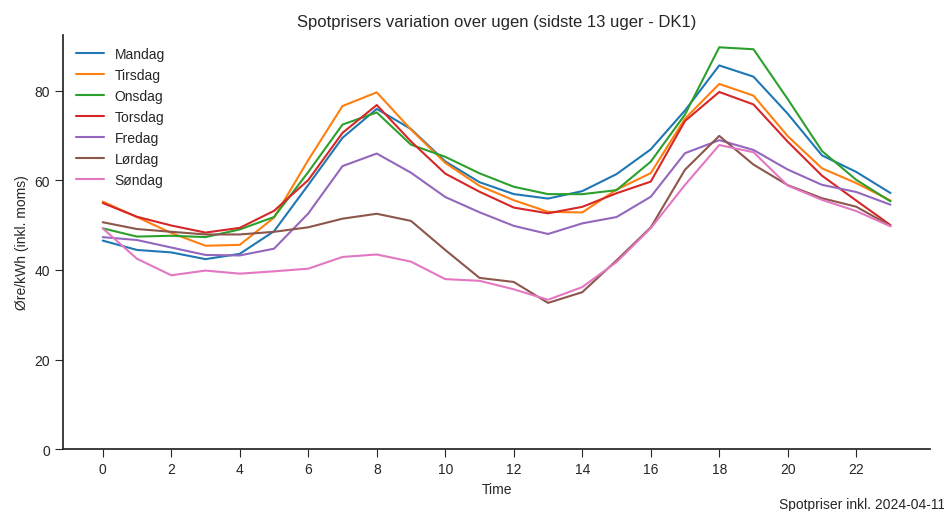 Spotprisers variation over ugen (sidste 13 uger - DK1)
Mandag
Tirsdag
Onsdag
Torsdag
Fredag
Lørdag
Søndag
Øre/kWh (inkl. moms)
80
60
40
20
0
0 2 4 6 8 10 12 14 16 18 20 22
Time
Spotpriser inkl. 2024-04-11